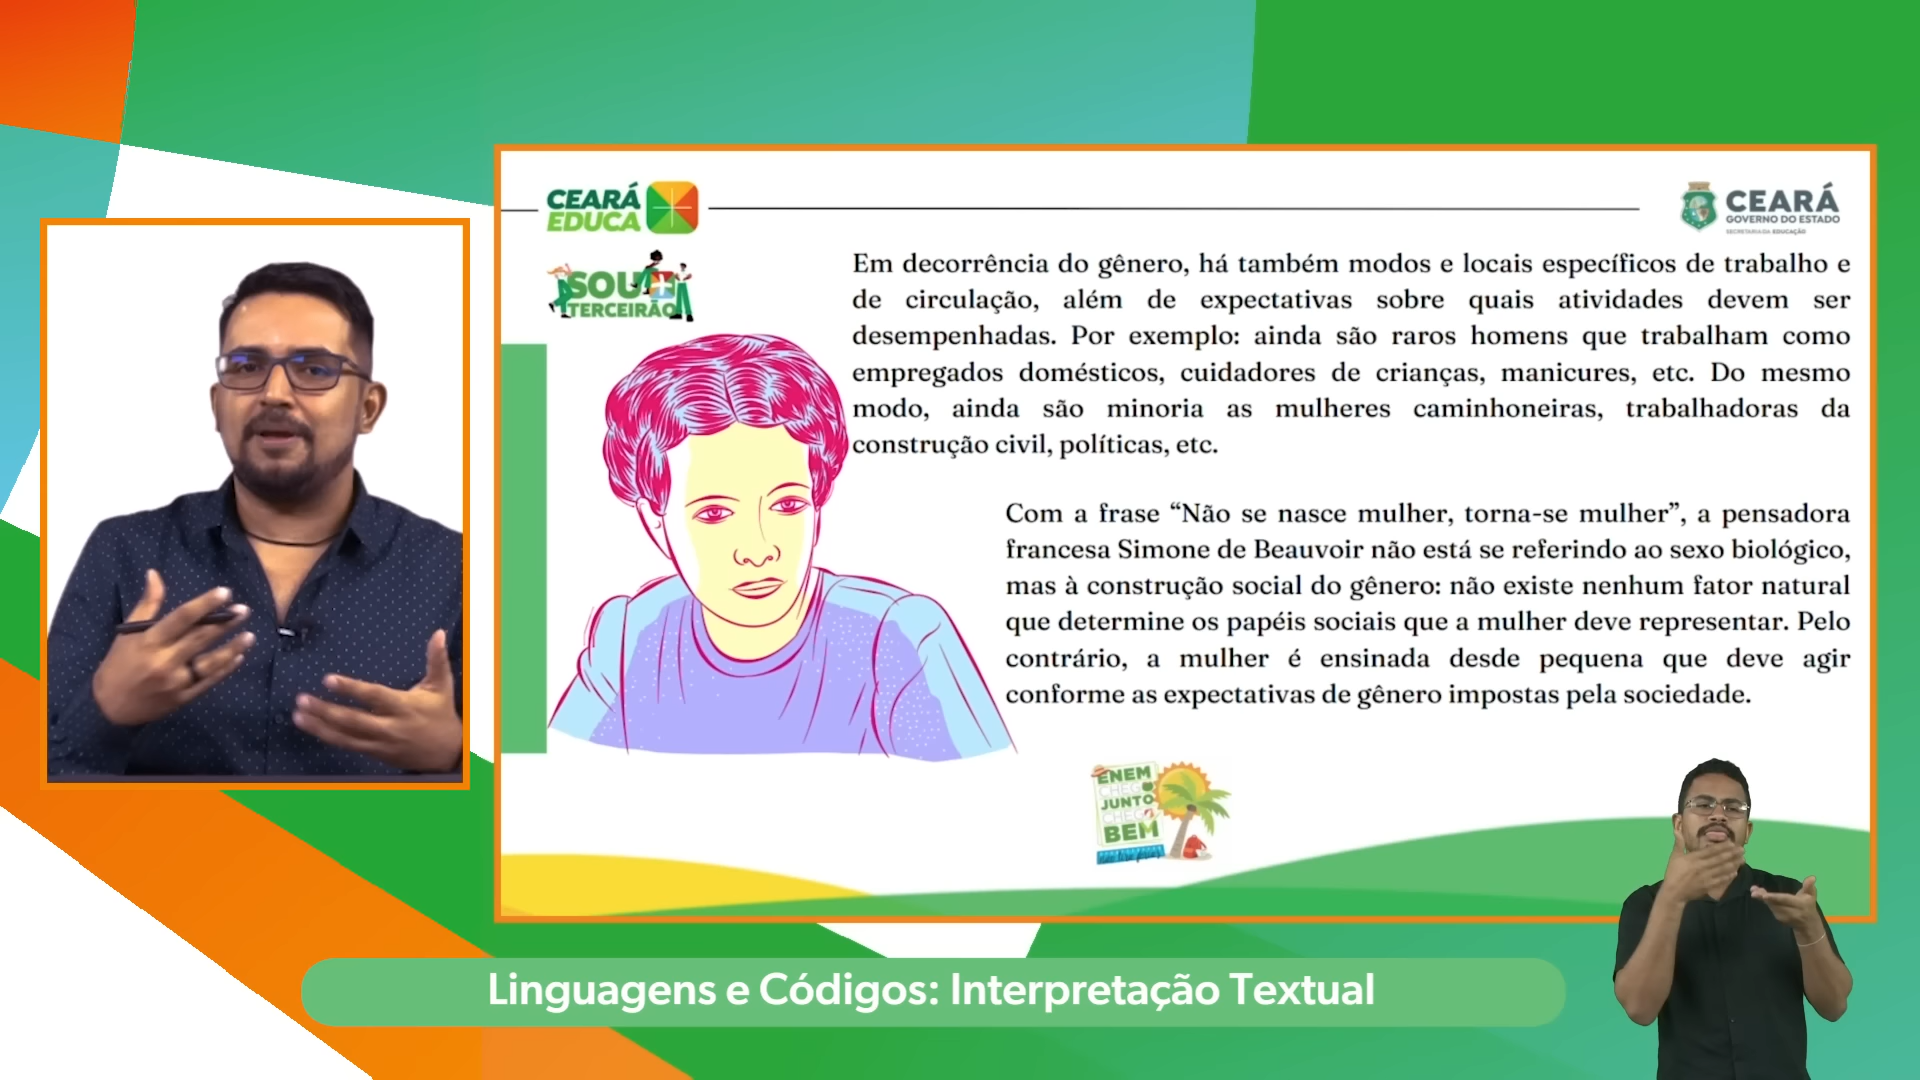 CEARÁ
EDUCA
CEARÁ
GOVERNO DO ESTADO
SECRETARIA DA EDUCAÇÃO
SOU
TERCEIRÃO
Em decorrência do gênero, há também modos e locais específicos de trabalho e
de circulação, além de expectativas sobre quais atividades devem ser
desempenhadas. Por exemplo: ainda são raros homens que trabalham como
empregados domésticos, cuidadores de crianças, manicures, etc. Do mesmo
modo, ainda são minoria as mulheres caminhoneiras, trabalhadoras da
construção civil, políticas, etc.
Com a frase “Não se nasce mulher, torna-se mulher”, a pensadora
francesa Simone de Beauvoir não está se referindo ao sexo biológico,
mas à construção social do gênero: não existe nenhum fator natural
que determine os papéis sociais que a mulher deve representar. Pelo
contrário, a mulher é ensinada desde pequena que deve agir
conforme as expectativas de gênero impostas pela sociedade.
ENEM
CHEGO
JUNTO
CHEGO
BEM
Linguagens e Códigos: Interpretação Textual